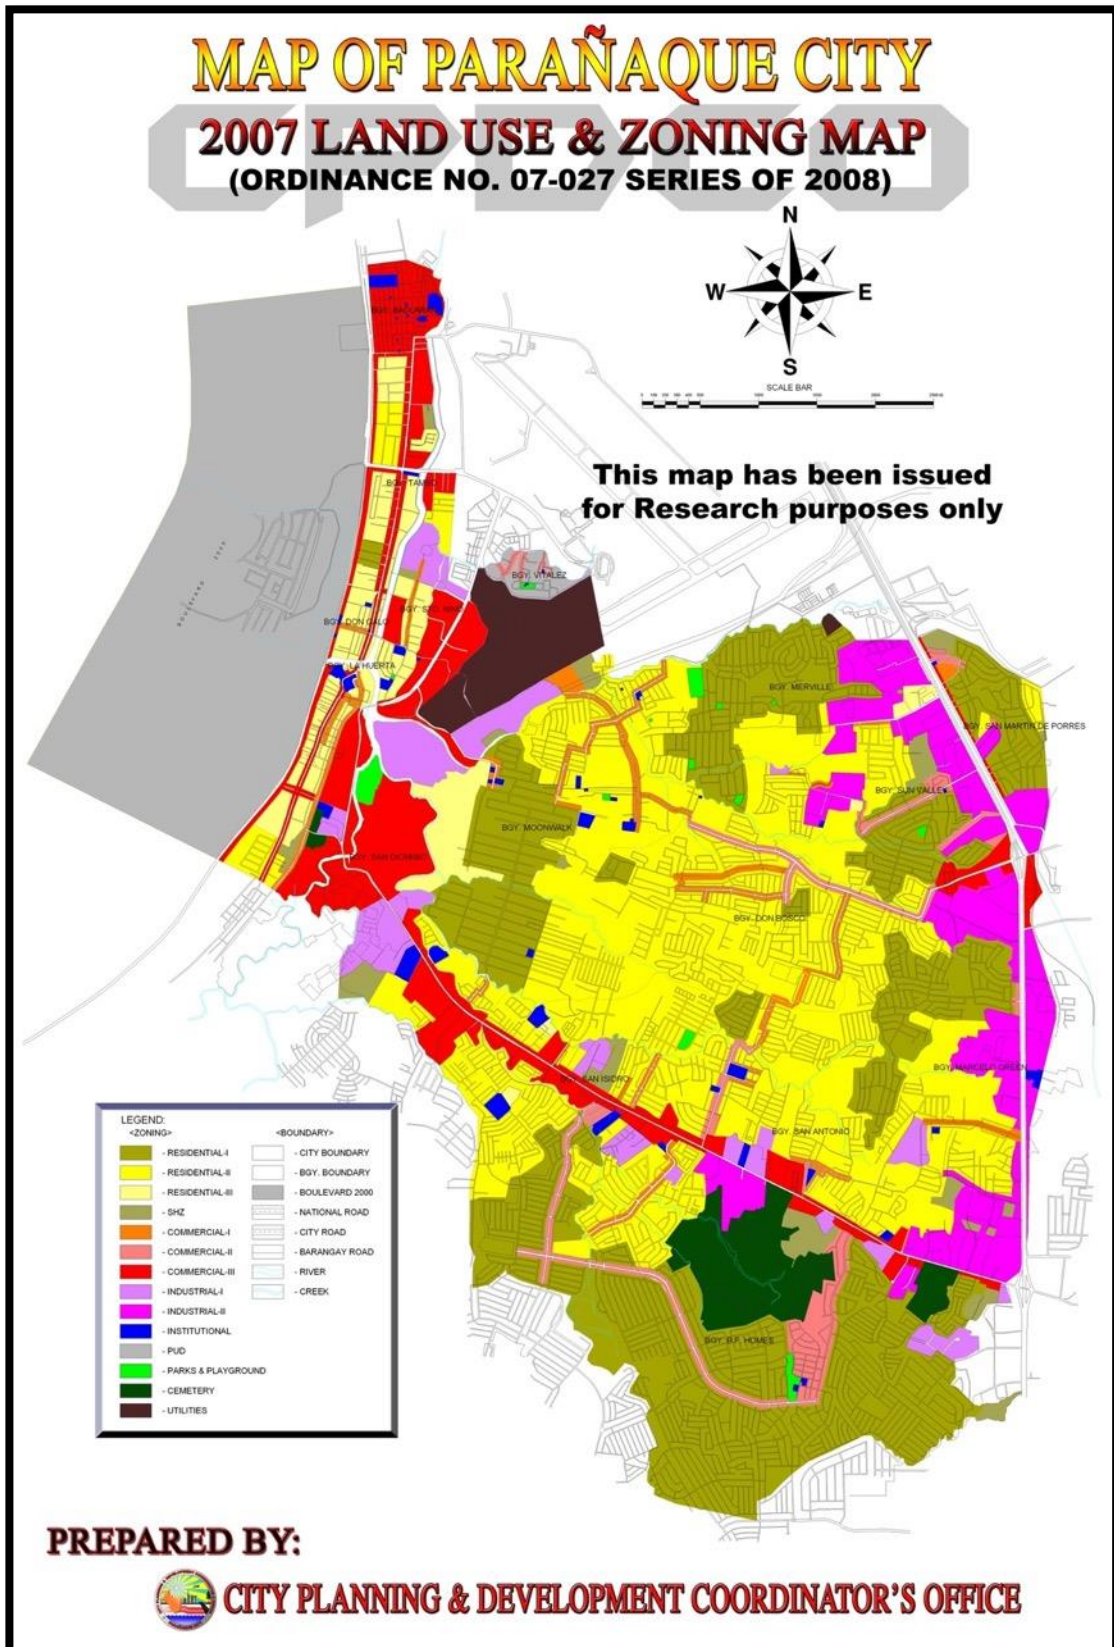 MAP OF PARAÑAQUE CITY
CPDCO
2007 LAND USE & ZONING MAP
(ORDINANCE NO. 07-027 SERIES OF 2008)
N
W E
S
SCALE BAR
This map has been issued
for Research purposes only
BGY. BACLARAN
BGY. TAMBO
BOULEVARD 2000
BGY. VITALEZ
BGY. STO. NINO
BGY. DON GALO
BGY. LA HUERTA
BGY. MERVILLE
BGY. SAN MARTIN DE PORRES
BGY. SUN VALLEY
BGY. MOONWALK
BGY. SAN DIONISIO
BGY. DON BOSCO
BGY. MARCELO GREEN
BGY. SAN ISIDRO
BGY. SAN ANTONIO
BGY. B.F. HOMES
LEGEND:
<ZONING> <BOUNDARY>
- RESIDENTIAL-I - CITY BOUNDARY
- RESIDENTIAL-II - BGY. BOUNDARY
- RESIDENTIAL-III - BOULEVARD 2000
- SHZ - NATIONAL ROAD
- COMMERCIAL-I - CITY ROAD
- COMMERCIAL-II - BARANGAY ROAD
- COMMERCIAL-III - RIVER
- INDUSTRIAL-I - CREEK
- INDUSTRIAL-II
- INSTITUTIONAL
- PUD
- PARKS & PLAYGROUND
- CEMETERY
- UTILITIES
PREPARED BY:
CITY PLANNING & DEVELOPMENT COORDINATOR'S OFFICE